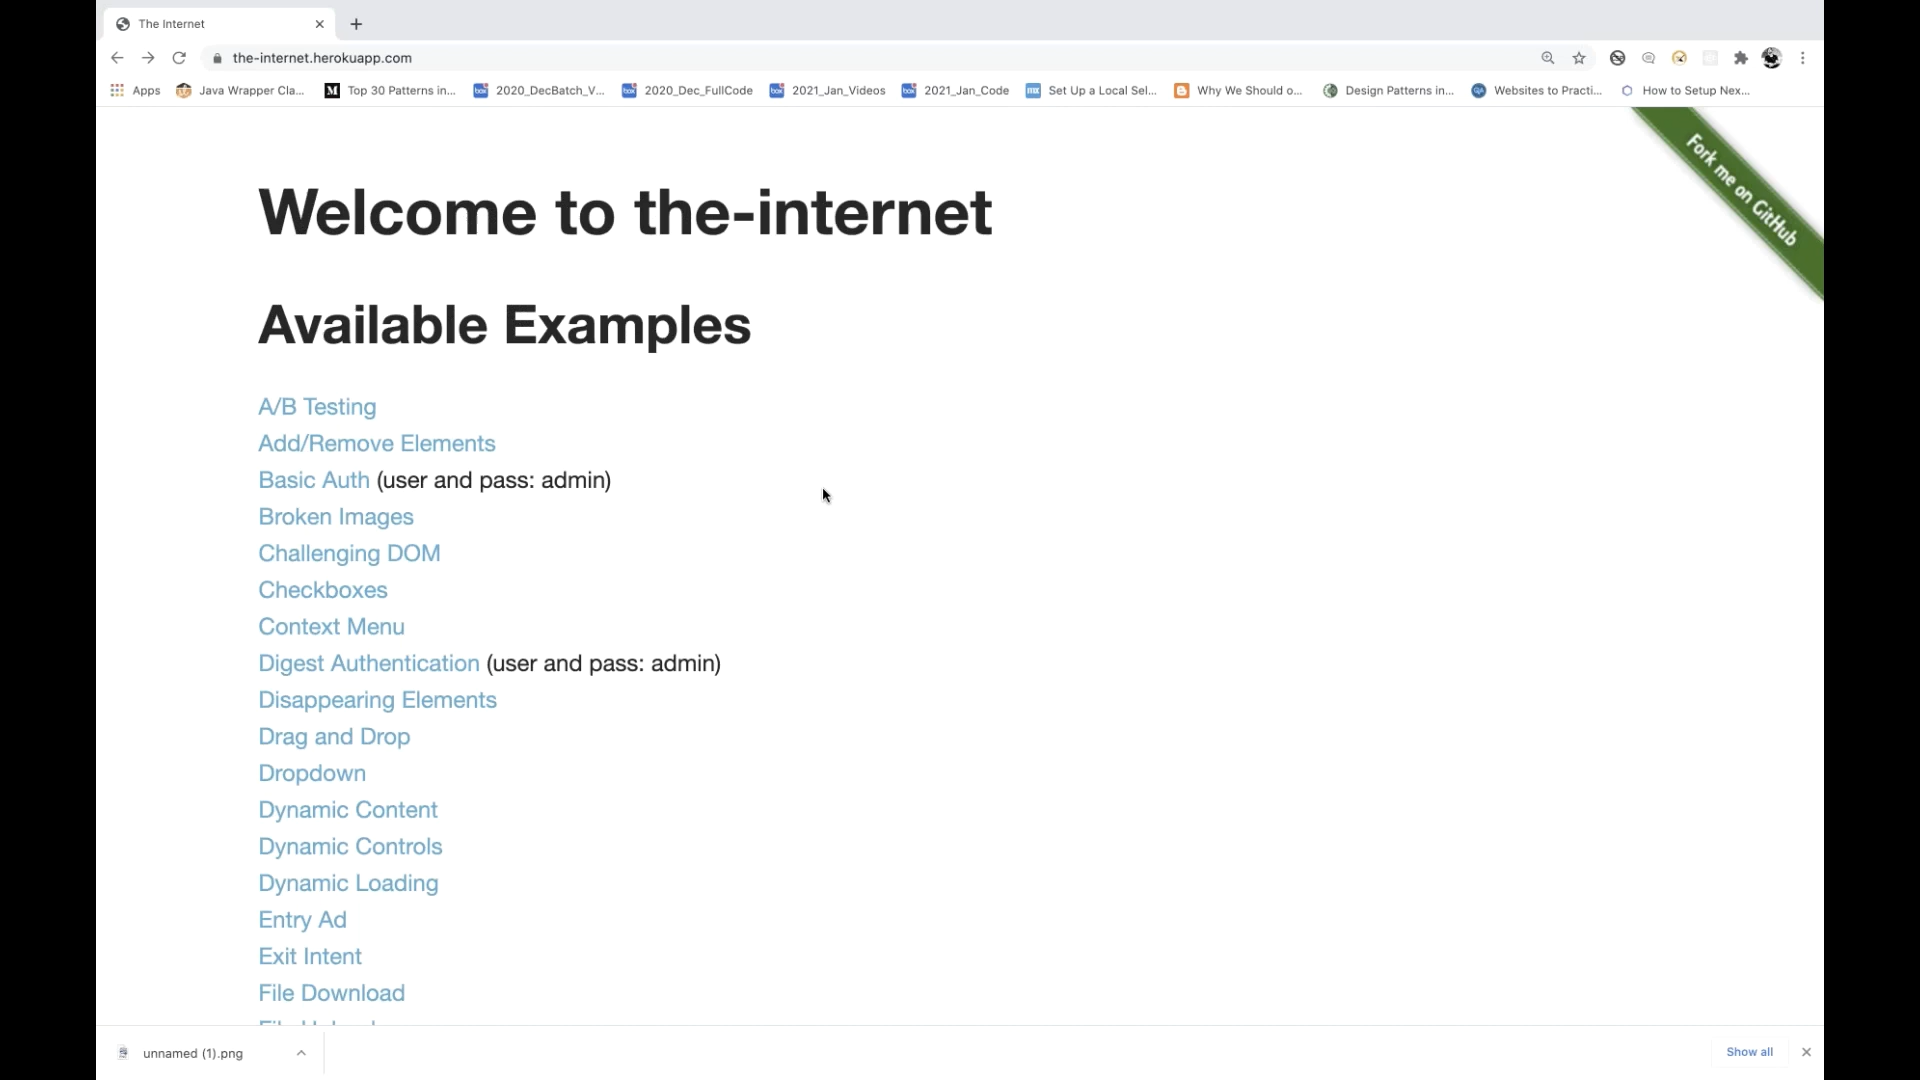 The Internet
the-internet.herokuapp.com
Apps Java Wrapper Cla... Top 30 Patterns in... 2020_DecBatch_V... 2020_Dec_FullCode 2021_Jan_Videos 2021_Jan_Code Set Up a Local Sel... Why We Should o... Design Patterns in... Websites to Practi... How to Setup Nex...
Fork me on GitHub
Welcome to the-internet
Available Examples
A/B Testing
Add/Remove Elements
Basic Auth (user and pass: admin)
Broken Images
Challenging DOM
Checkboxes
Context Menu
Digest Authentication (user and pass: admin)
Disappearing Elements
Drag and Drop
Dropdown
Dynamic Content
Dynamic Controls
Dynamic Loading
Entry Ad
Exit Intent
File Download
unnamed (1).png
Show all